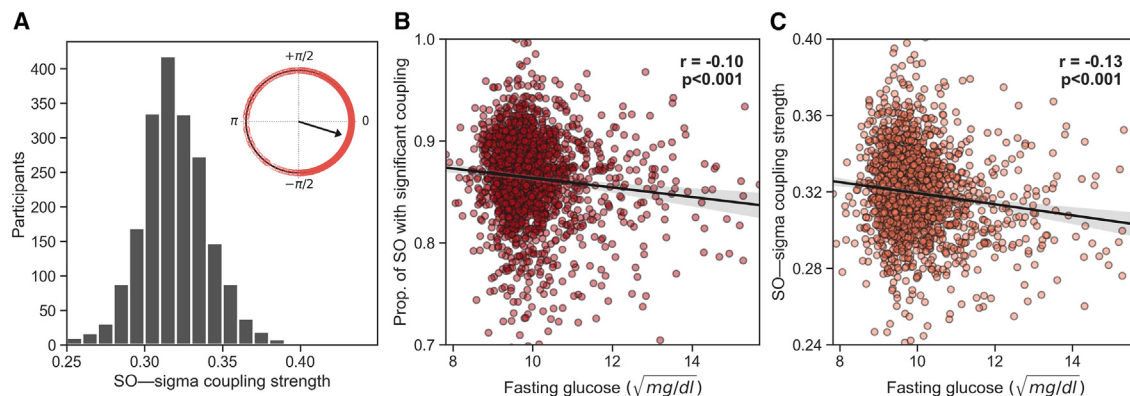 A
Participants
400
350
300
250
200
150
100
50
0
0.25 0.30 0.35 0.40
SO—sigma coupling strength
+π/2
π
0
−π/2
B
Prop. of SO with significant coupling
1.0
0.9
0.8
0.7
r = -0.10
p<0.001
8 10 12 14
Fasting glucose (√mg/dl)
C
SO—sigma coupling strength
0.40
0.36
0.32
0.28
0.24
r = -0.13
p<0.001
8 10 12 14
Fasting glucose (√mg/dl)